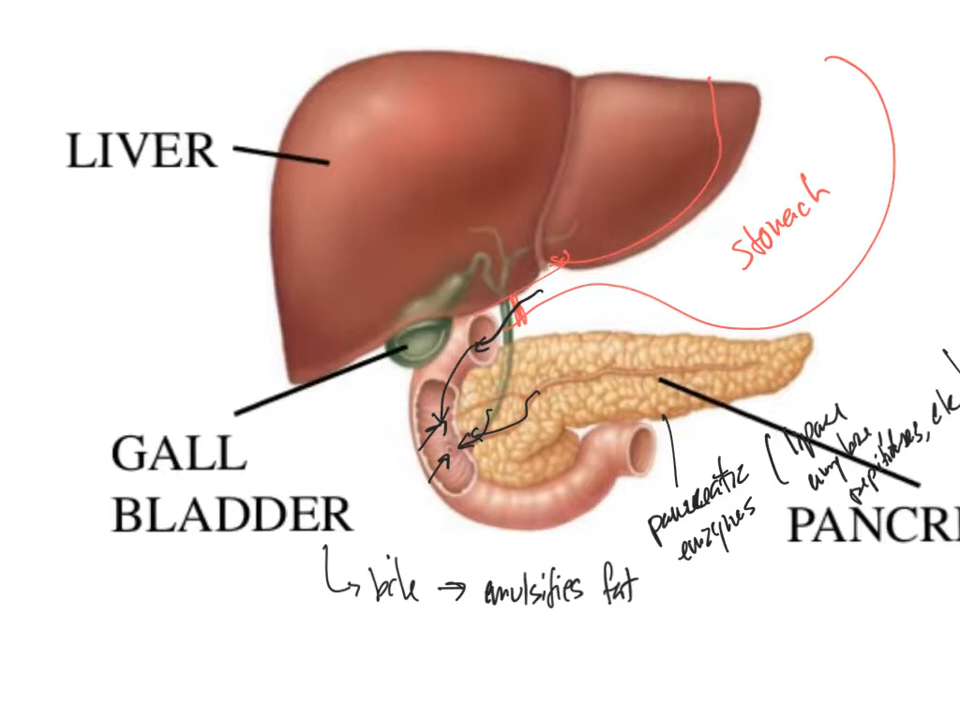 LIVER
stomach
GALL
BLADDER
PANCRE
pancreatic
enzymes
lipase
amylase
peptidases, etc
↳ bile → emulsifies fat